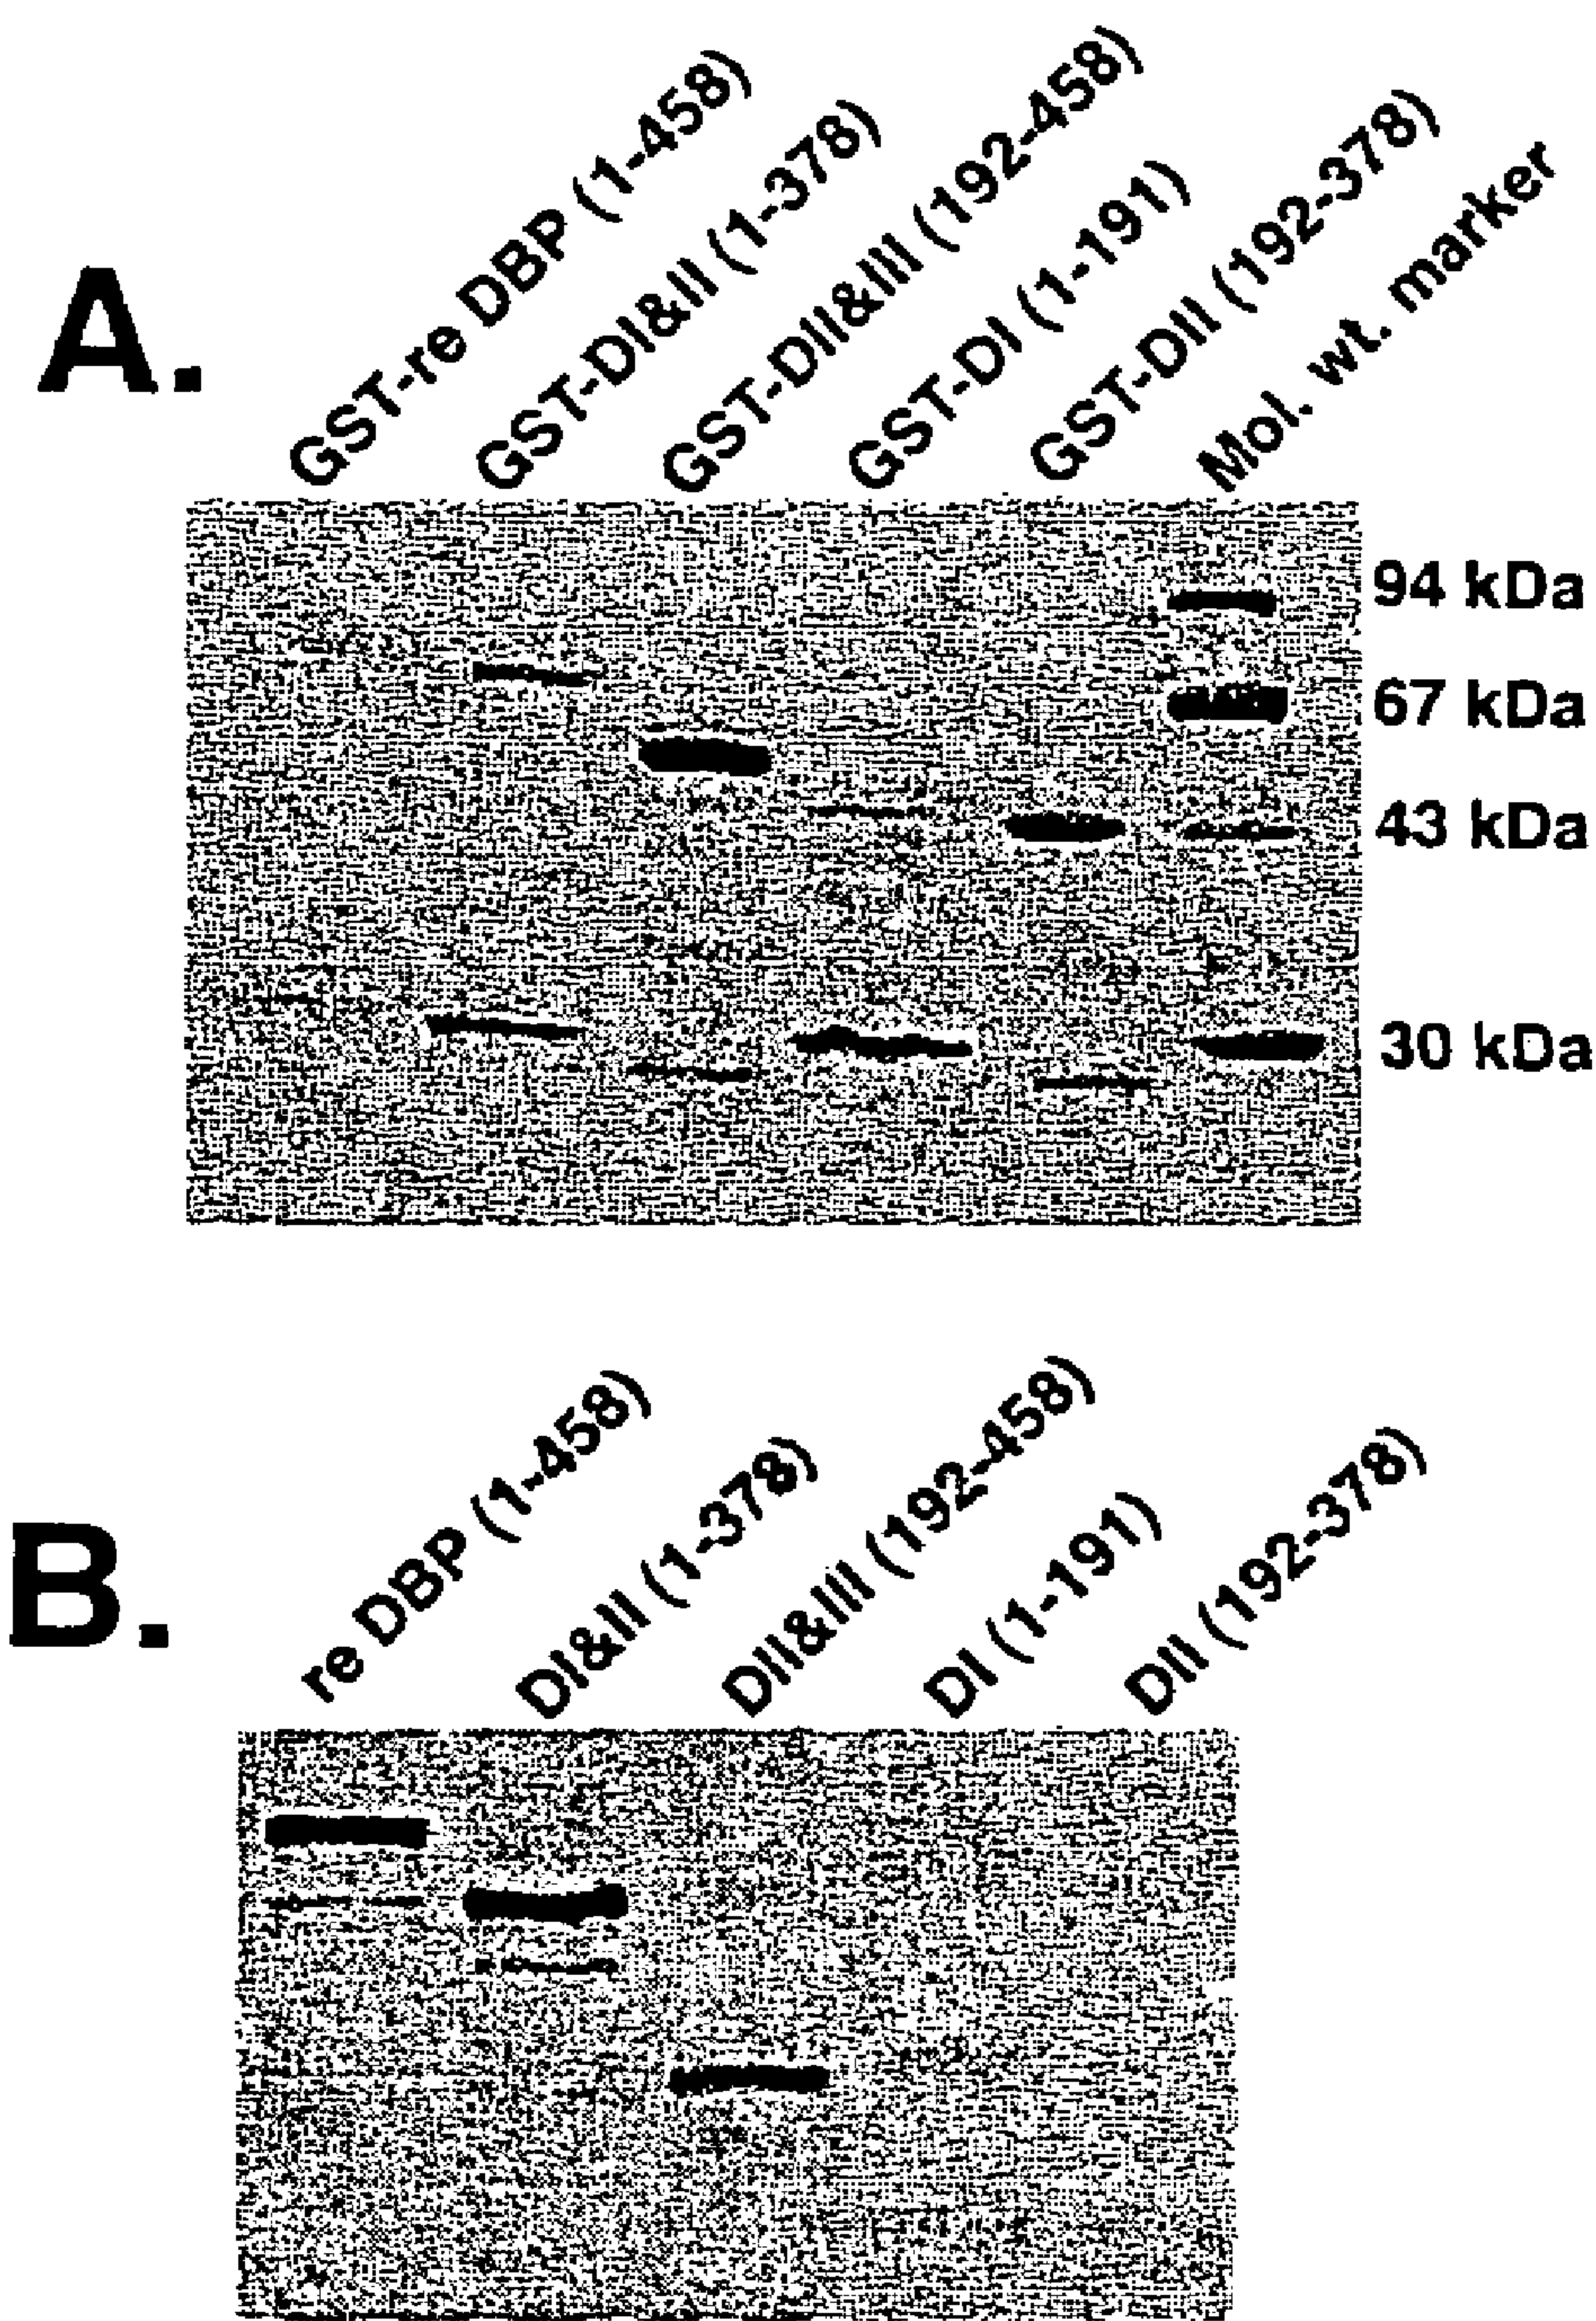 A.
GST-re DBP (1-458)
GST-DI&II (1-378)
GST-DII&III (192-458)
GST-DI (1-191)
GST-DII (192-378)
Mol. wt. marker
94 kDa
67 kDa
43 kDa
30 kDa
B.
re DBP (1-458)
DI&II (1-378)
DII&III (192-458)
DI (1-191)
DII (192-378)